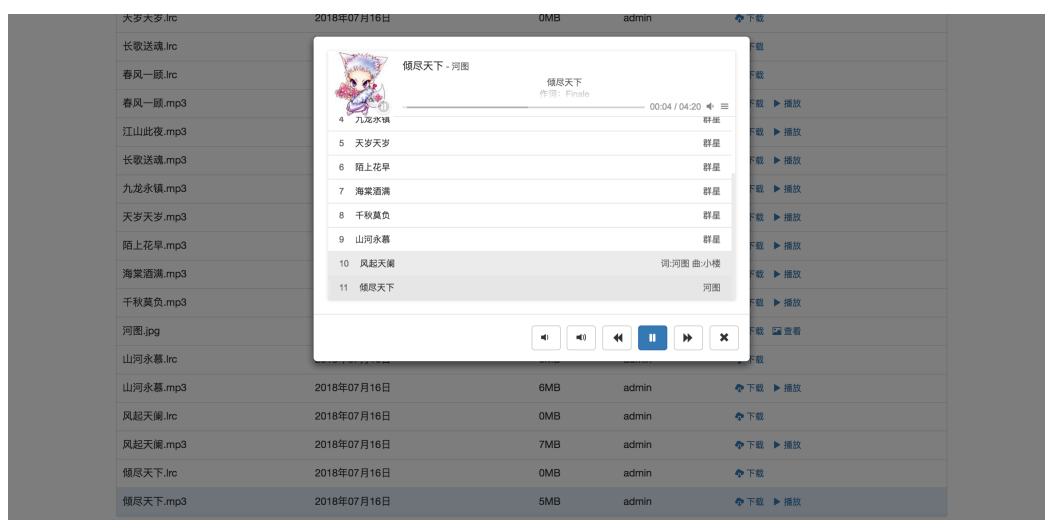 天岁天岁.lrc 2018年07月16日 0MB admin 下载
长歌送魂.lrc 下载
春风一顾.lrc 下载
春风一顾.mp3 下载 播放
江山此夜.mp3 下载 播放
长歌送魂.mp3 下载 播放
九龙永镇.mp3 下载 播放
天岁天岁.mp3 下载 播放
陌上花早.mp3 下载 播放
海棠酒满.mp3 下载 播放
千秋莫负.mp3 下载 播放
河图.jpg 下载 查看
山河永慕.lrc 下载
倾尽天下 - 河图
倾尽天下
作词：Finale
00:04 / 04:20
4 九龙永镇 群星
5 天岁天岁 群星
6 陌上花早 群星
7 海棠酒满 群星
8 千秋莫负 群星
9 山河永慕 群星
10 风起天阑 词:河图 曲:小楼
11 倾尽天下 河图
山河永慕.mp3 2018年07月16日 6MB admin 下载 播放
风起天阑.lrc 2018年07月16日 0MB admin 下载
风起天阑.mp3 2018年07月16日 7MB admin 下载 播放
倾尽天下.lrc 2018年07月16日 0MB admin 下载
倾尽天下.mp3 2018年07月16日 5MB admin 下载 播放